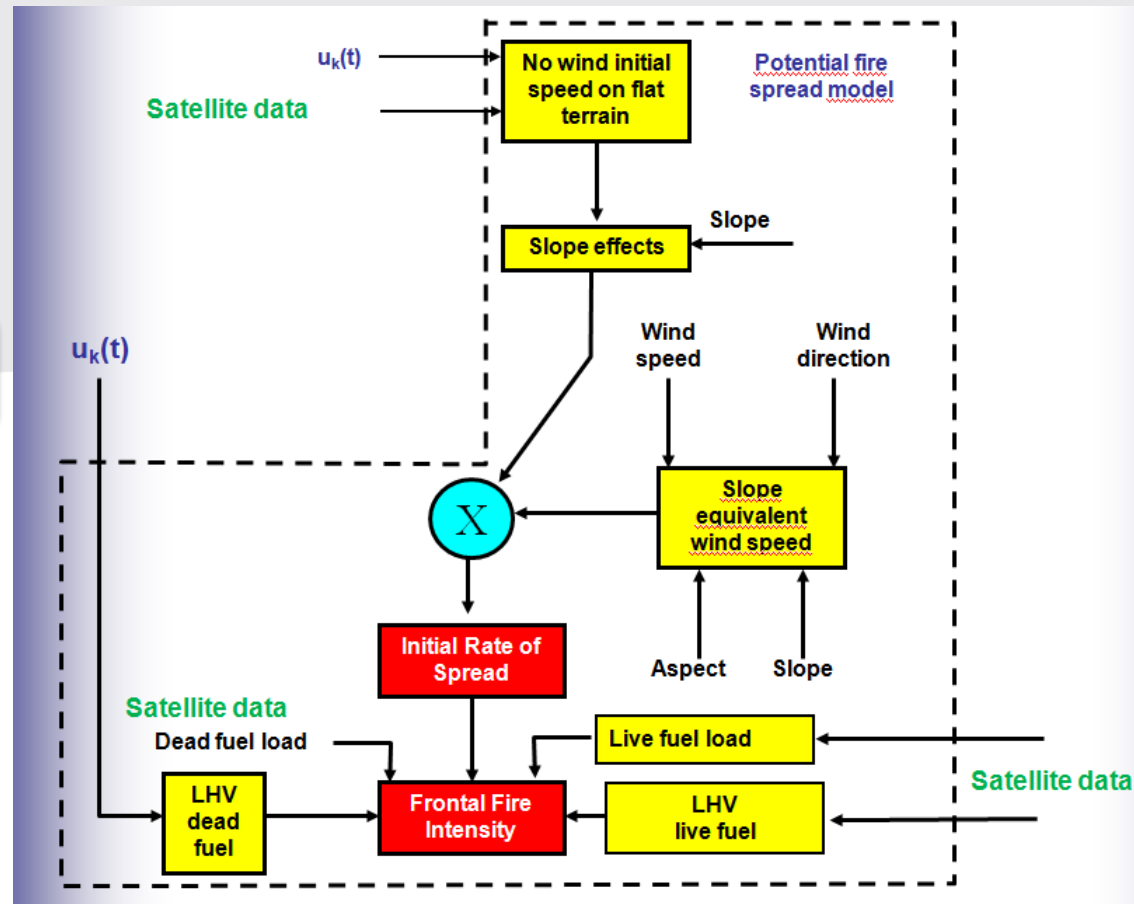 u_k(t)
Satellite data
No wind initial
speed on flat
terrain
Potential fire
spread model
Slope effects
Slope
u_k(t)
Wind
speed
Wind
direction
Slope
equivalent
wind speed
X
Aspect
Slope
Initial Rate of
Spread
Satellite data
Dead fuel load
Live fuel load
Satellite data
LHV
dead
fuel
Frontal Fire
Intensity
LHV
live fuel